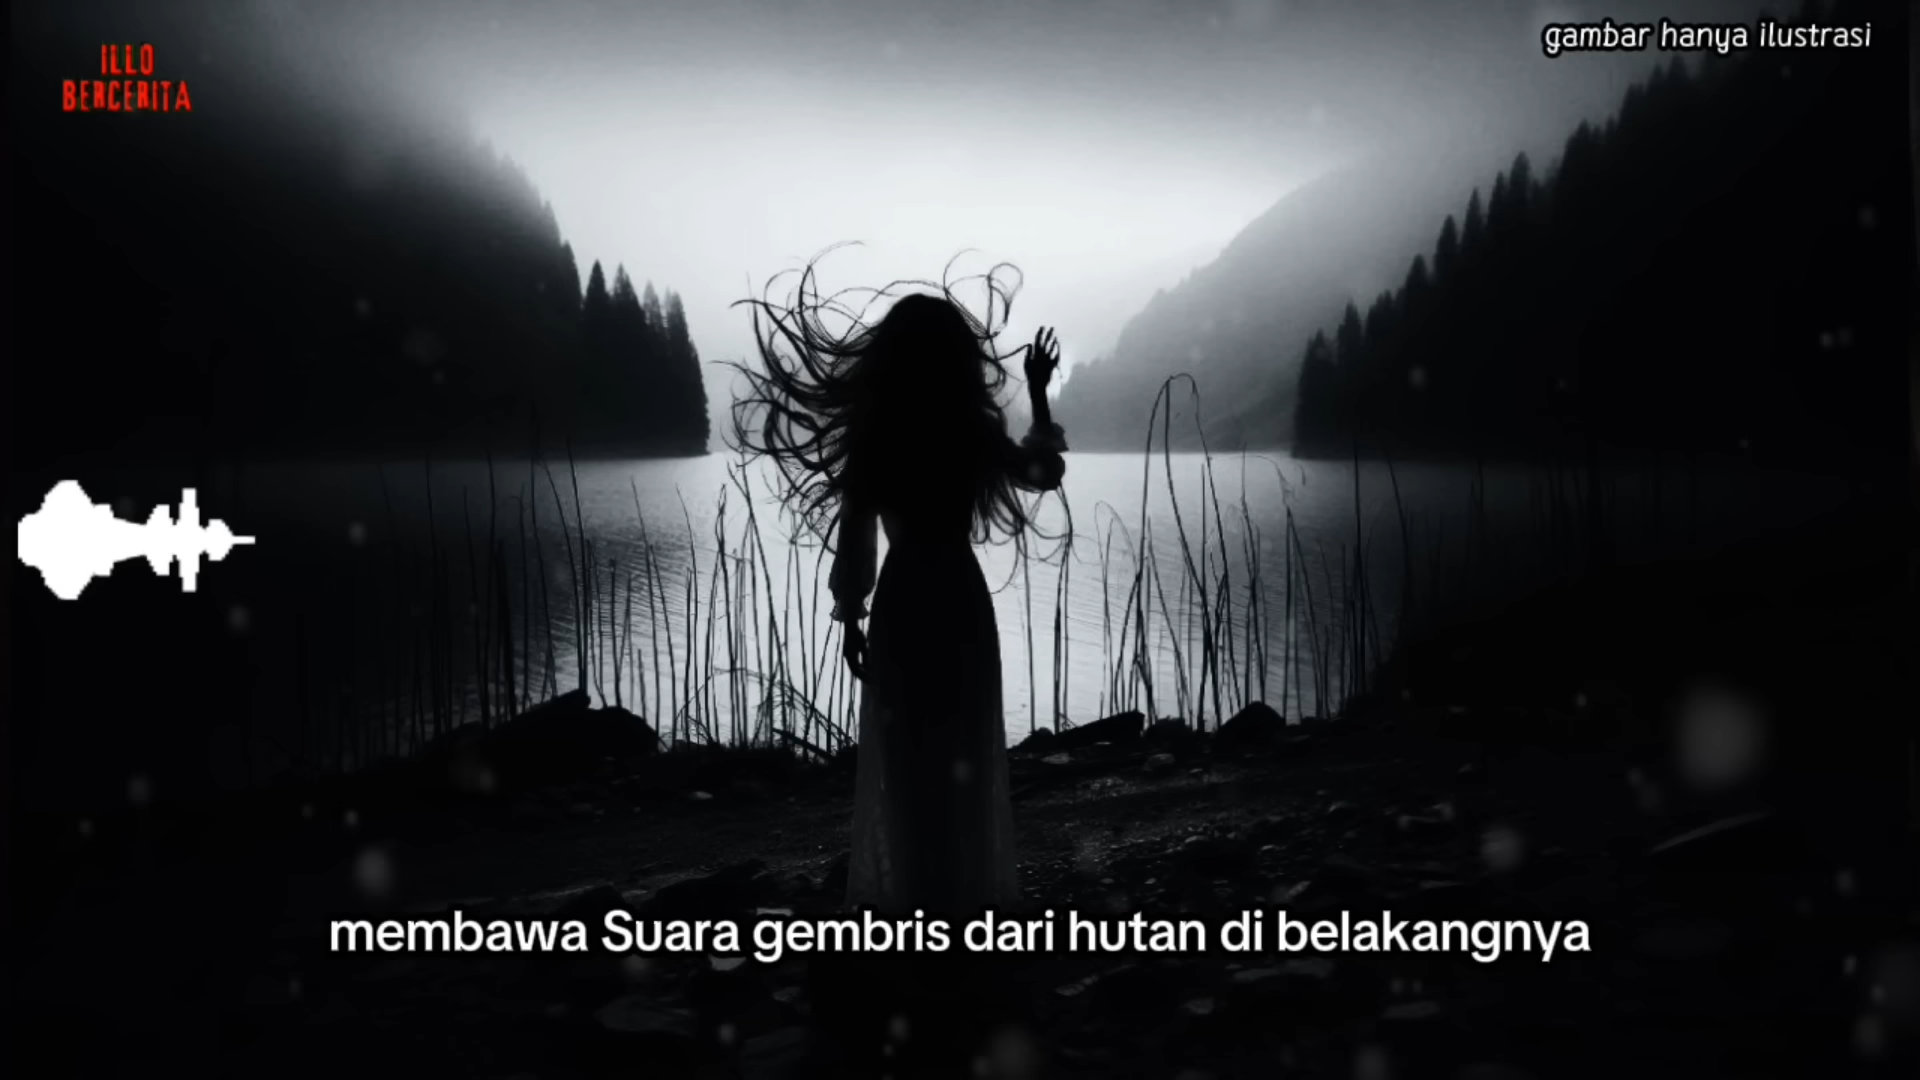 ILLO
BERCERITA
gambar hanya ilustrasi
membawa Suara gembris dari hutan di belakangnya